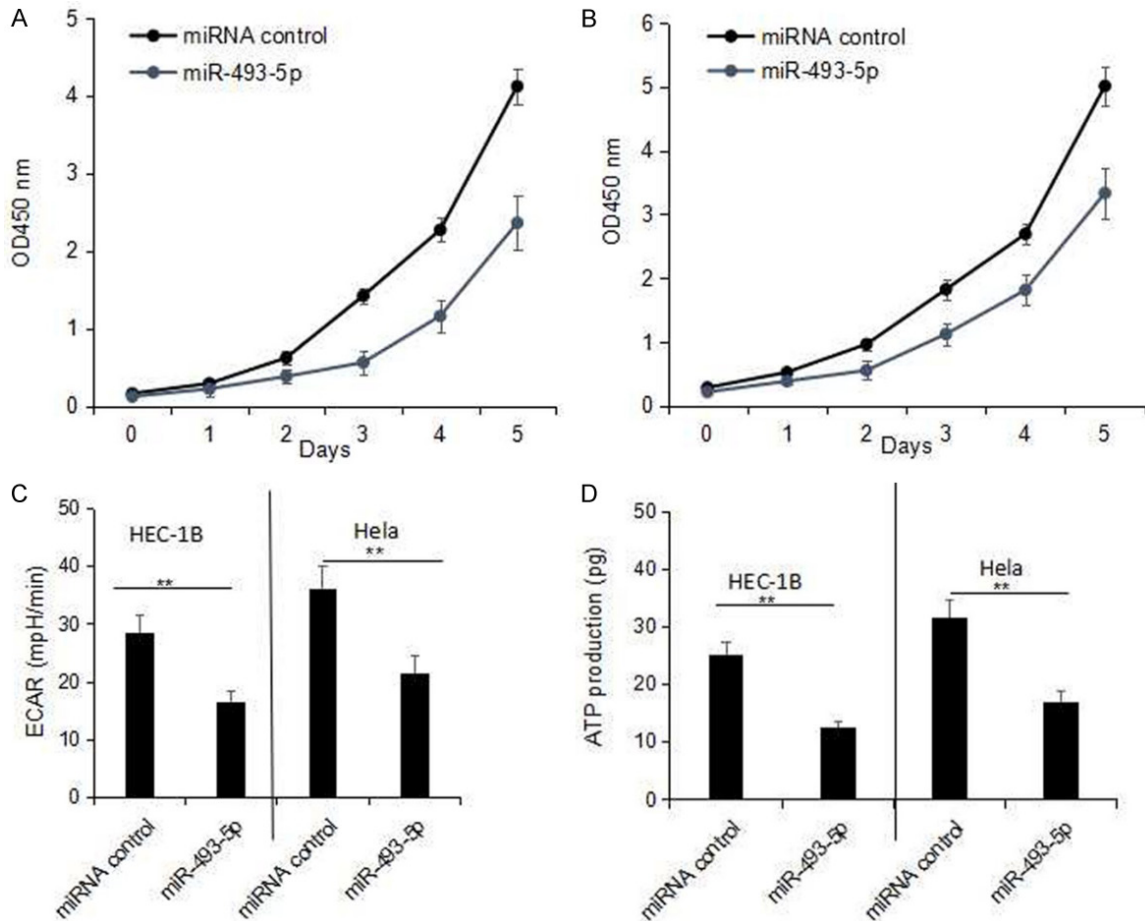 A
5
4
3
2
1
0
OD450 nm
miRNA control
miR-493-5p
0 1 2 3 4 5
Days
B
6
5
4
3
2
1
0
OD450 nm
miRNA control
miR-493-5p
0 1 2 3 4 5
Days
C
50
40
30
20
10
0
ECAR (mpH/min)
HEC-1B
**
Hela
**
miRNA control
miR-493-5p
miRNA control
miR-493-5p
D
50
40
30
20
10
0
ATP production (pg)
HEC-1B
**
Hela
**
miRNA control
miR-493-5p
miRNA control
miR-493-5p